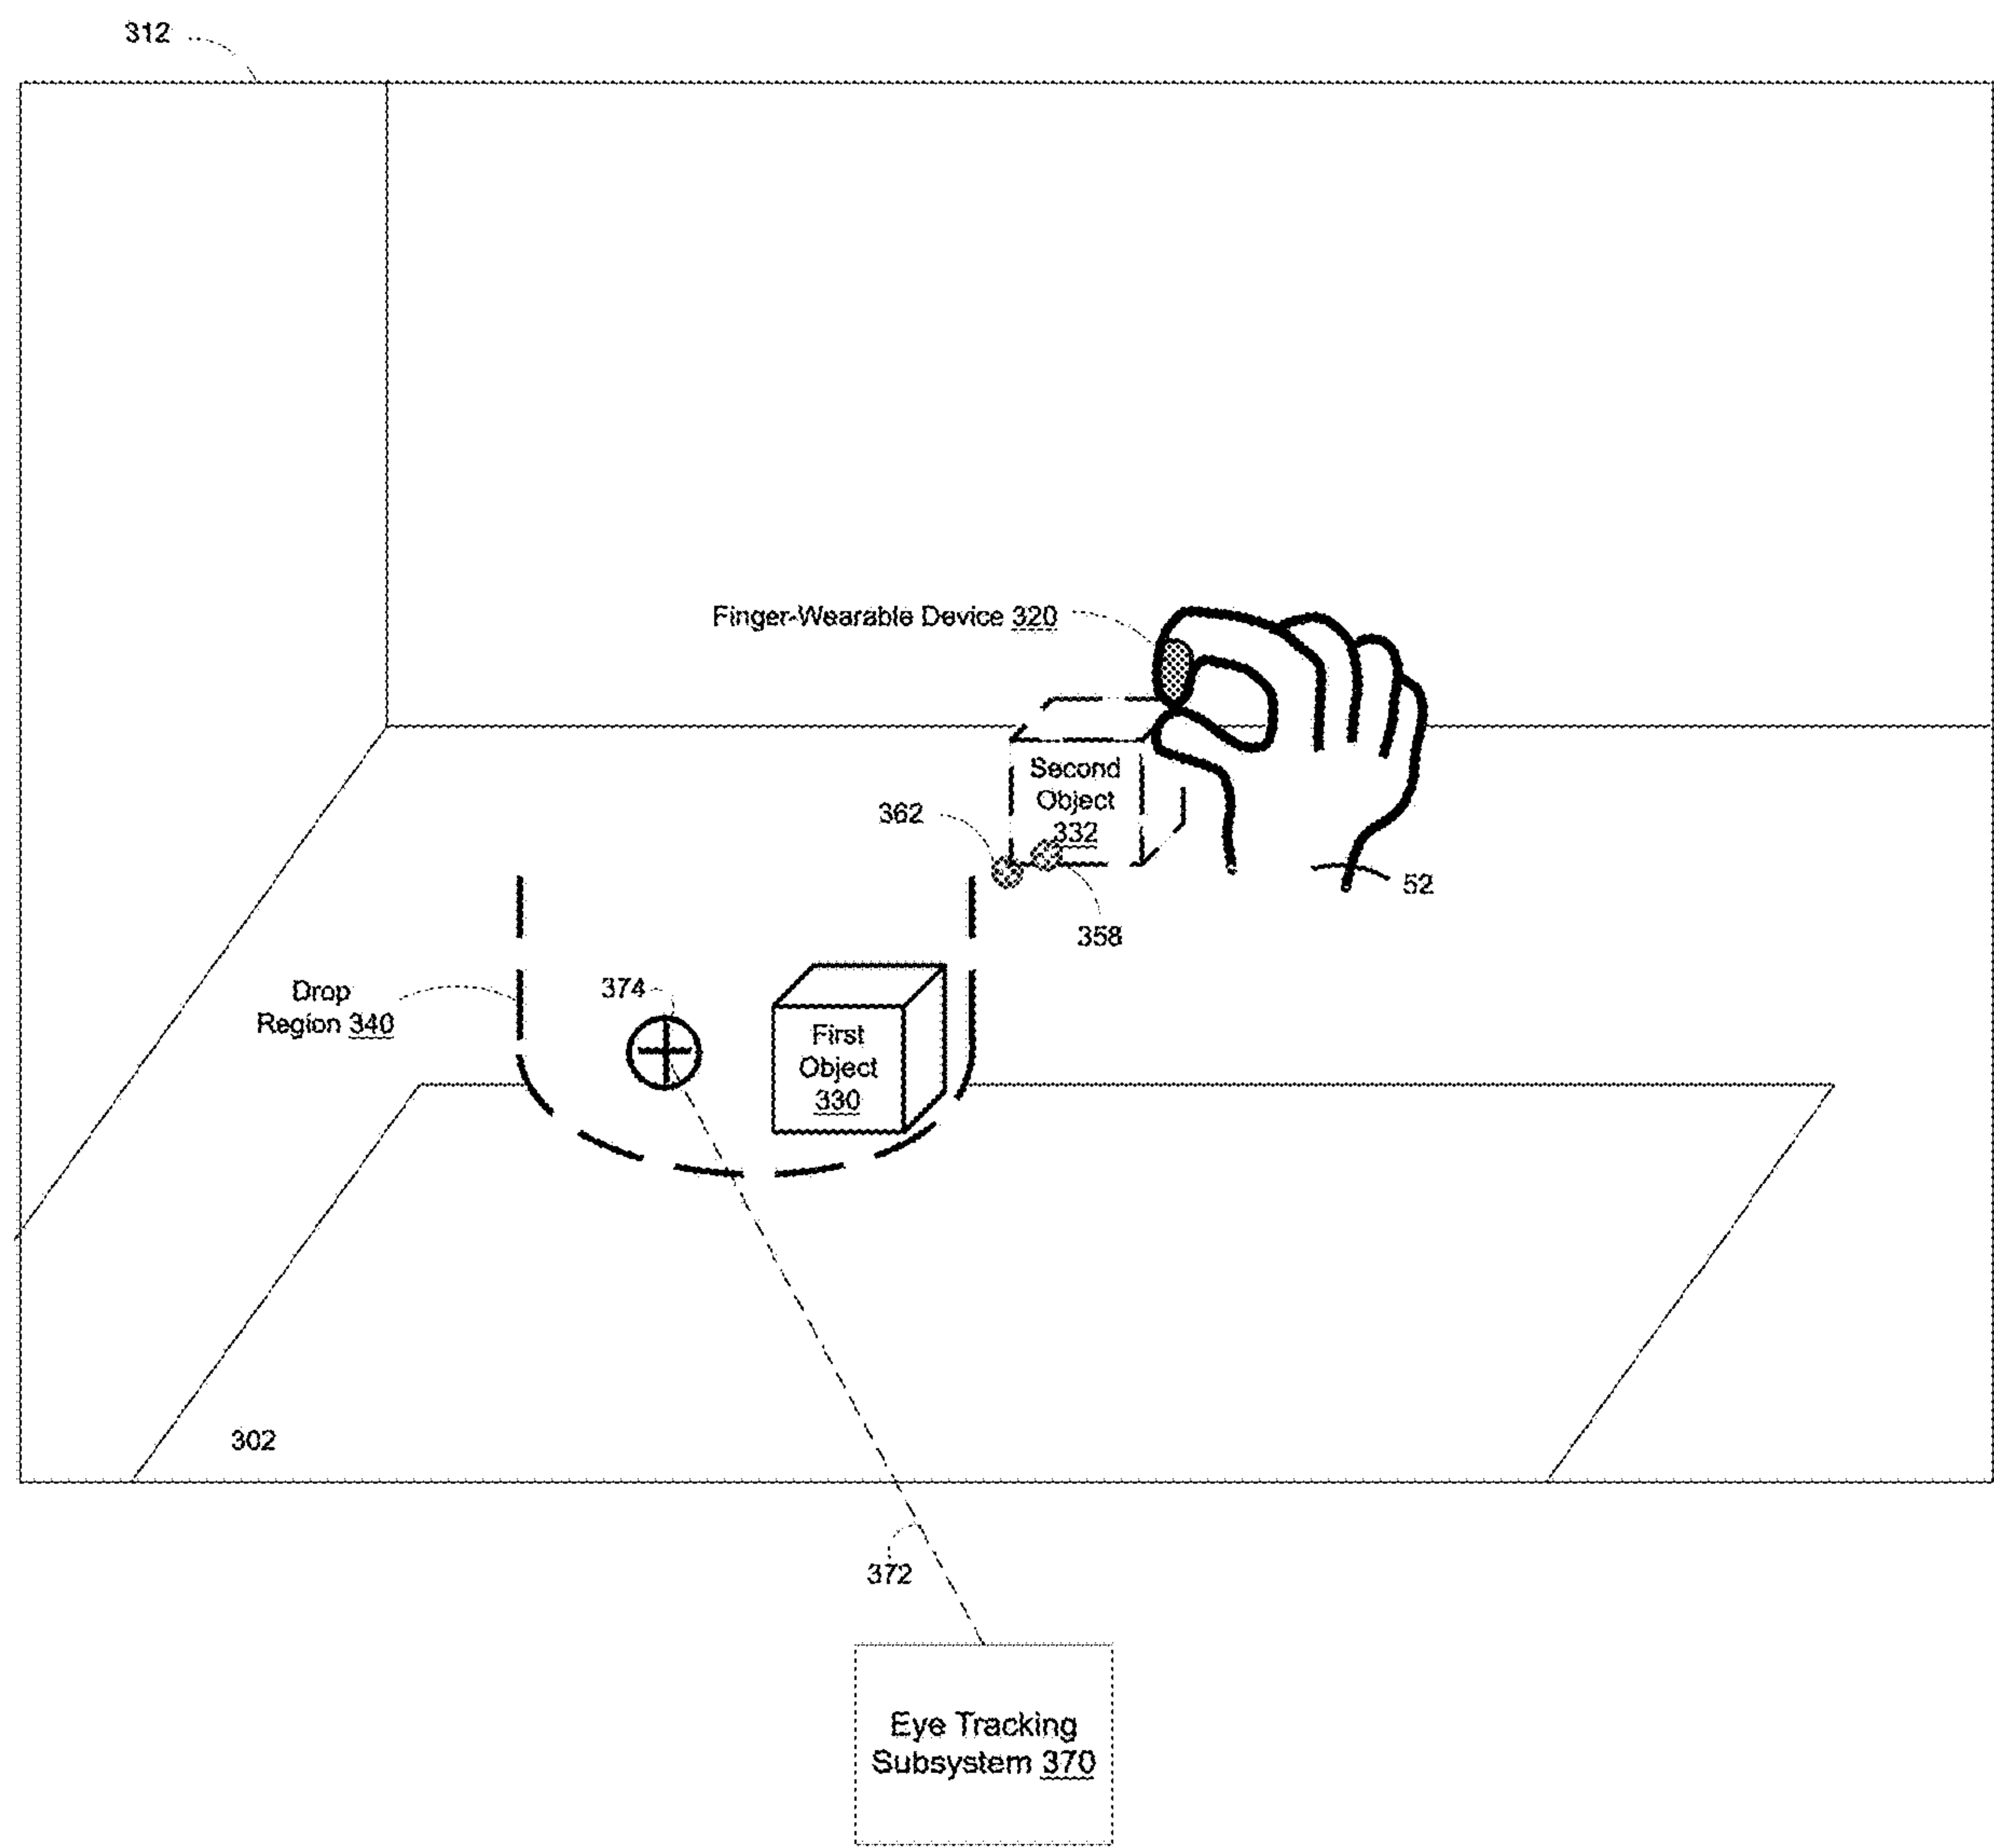 312
Finger-Wearable Device 320
Second
Object
332
362
52
358
Drop
Region 340
374
First
Object
330
302
372
Eye Tracking
Subsystem 370